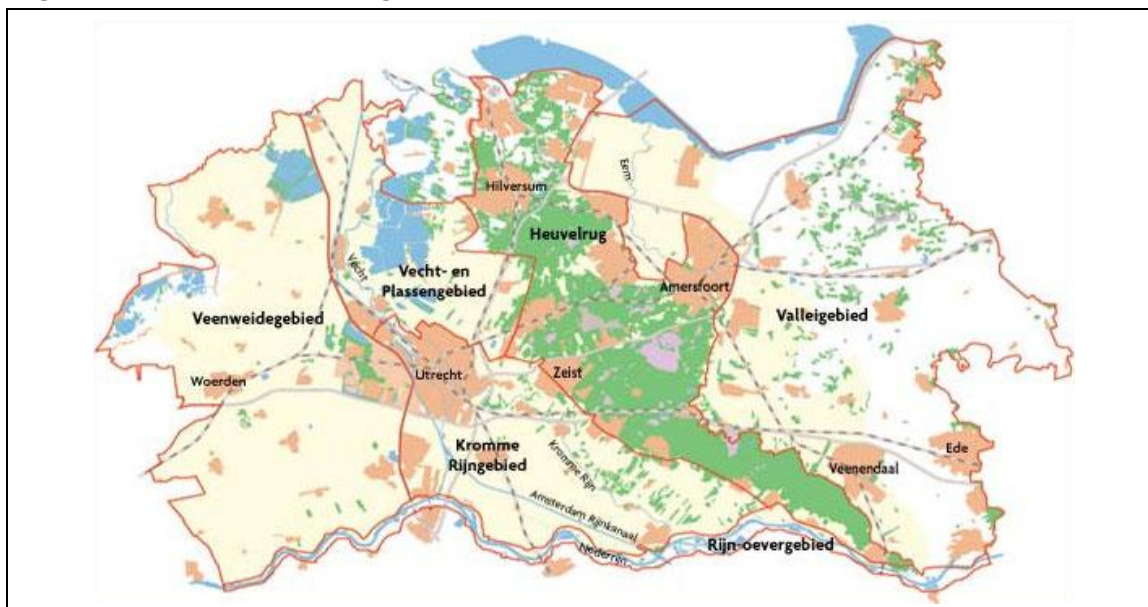 Hilversum
Eem
Heuvelrug
Vecht
Vecht- en
Plassengebied
Amersfoort
Veenweidegebied
Valleigebied
Woerden
Utrecht
Zeist
Kromme
Rijngebied
Kromme Rijn
Veenendaal
Ede
Amsterdam Rijnkanaal
Nederrijn
Rijn-oevergebied